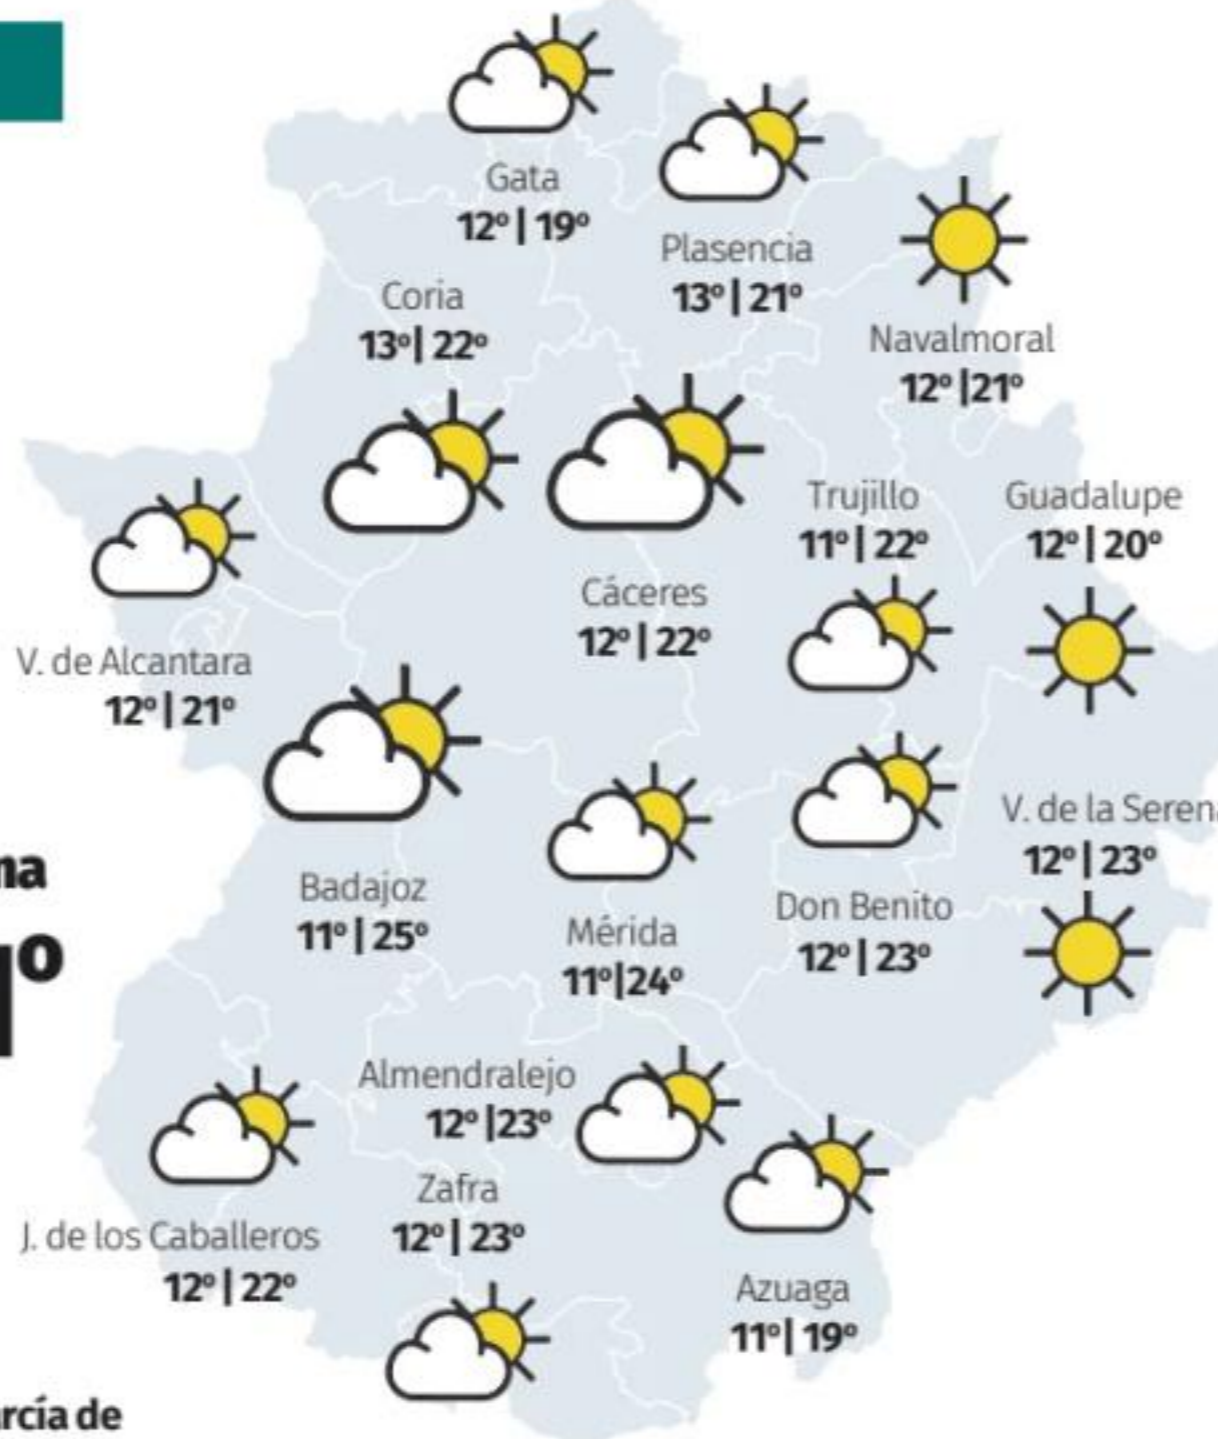 Gata
12º | 19º
Plasencia
13º | 21º
Coria
13º | 22º
Navalmoral
12º |21º
Trujillo
11º | 22º
Guadalupe
12º | 20º
Cáceres
12º | 22º
V. de Alcantara
12º | 21º
V. de la Seren
12º | 23º
Badajoz
11º | 25º
Mérida
11º|24º
Don Benito
12º | 23º
Almendralejo
12º |23º
Zafra
12º | 23º
J. de los Caballeros
12º | 22º
Azuaga
11º | 19º
rcía de